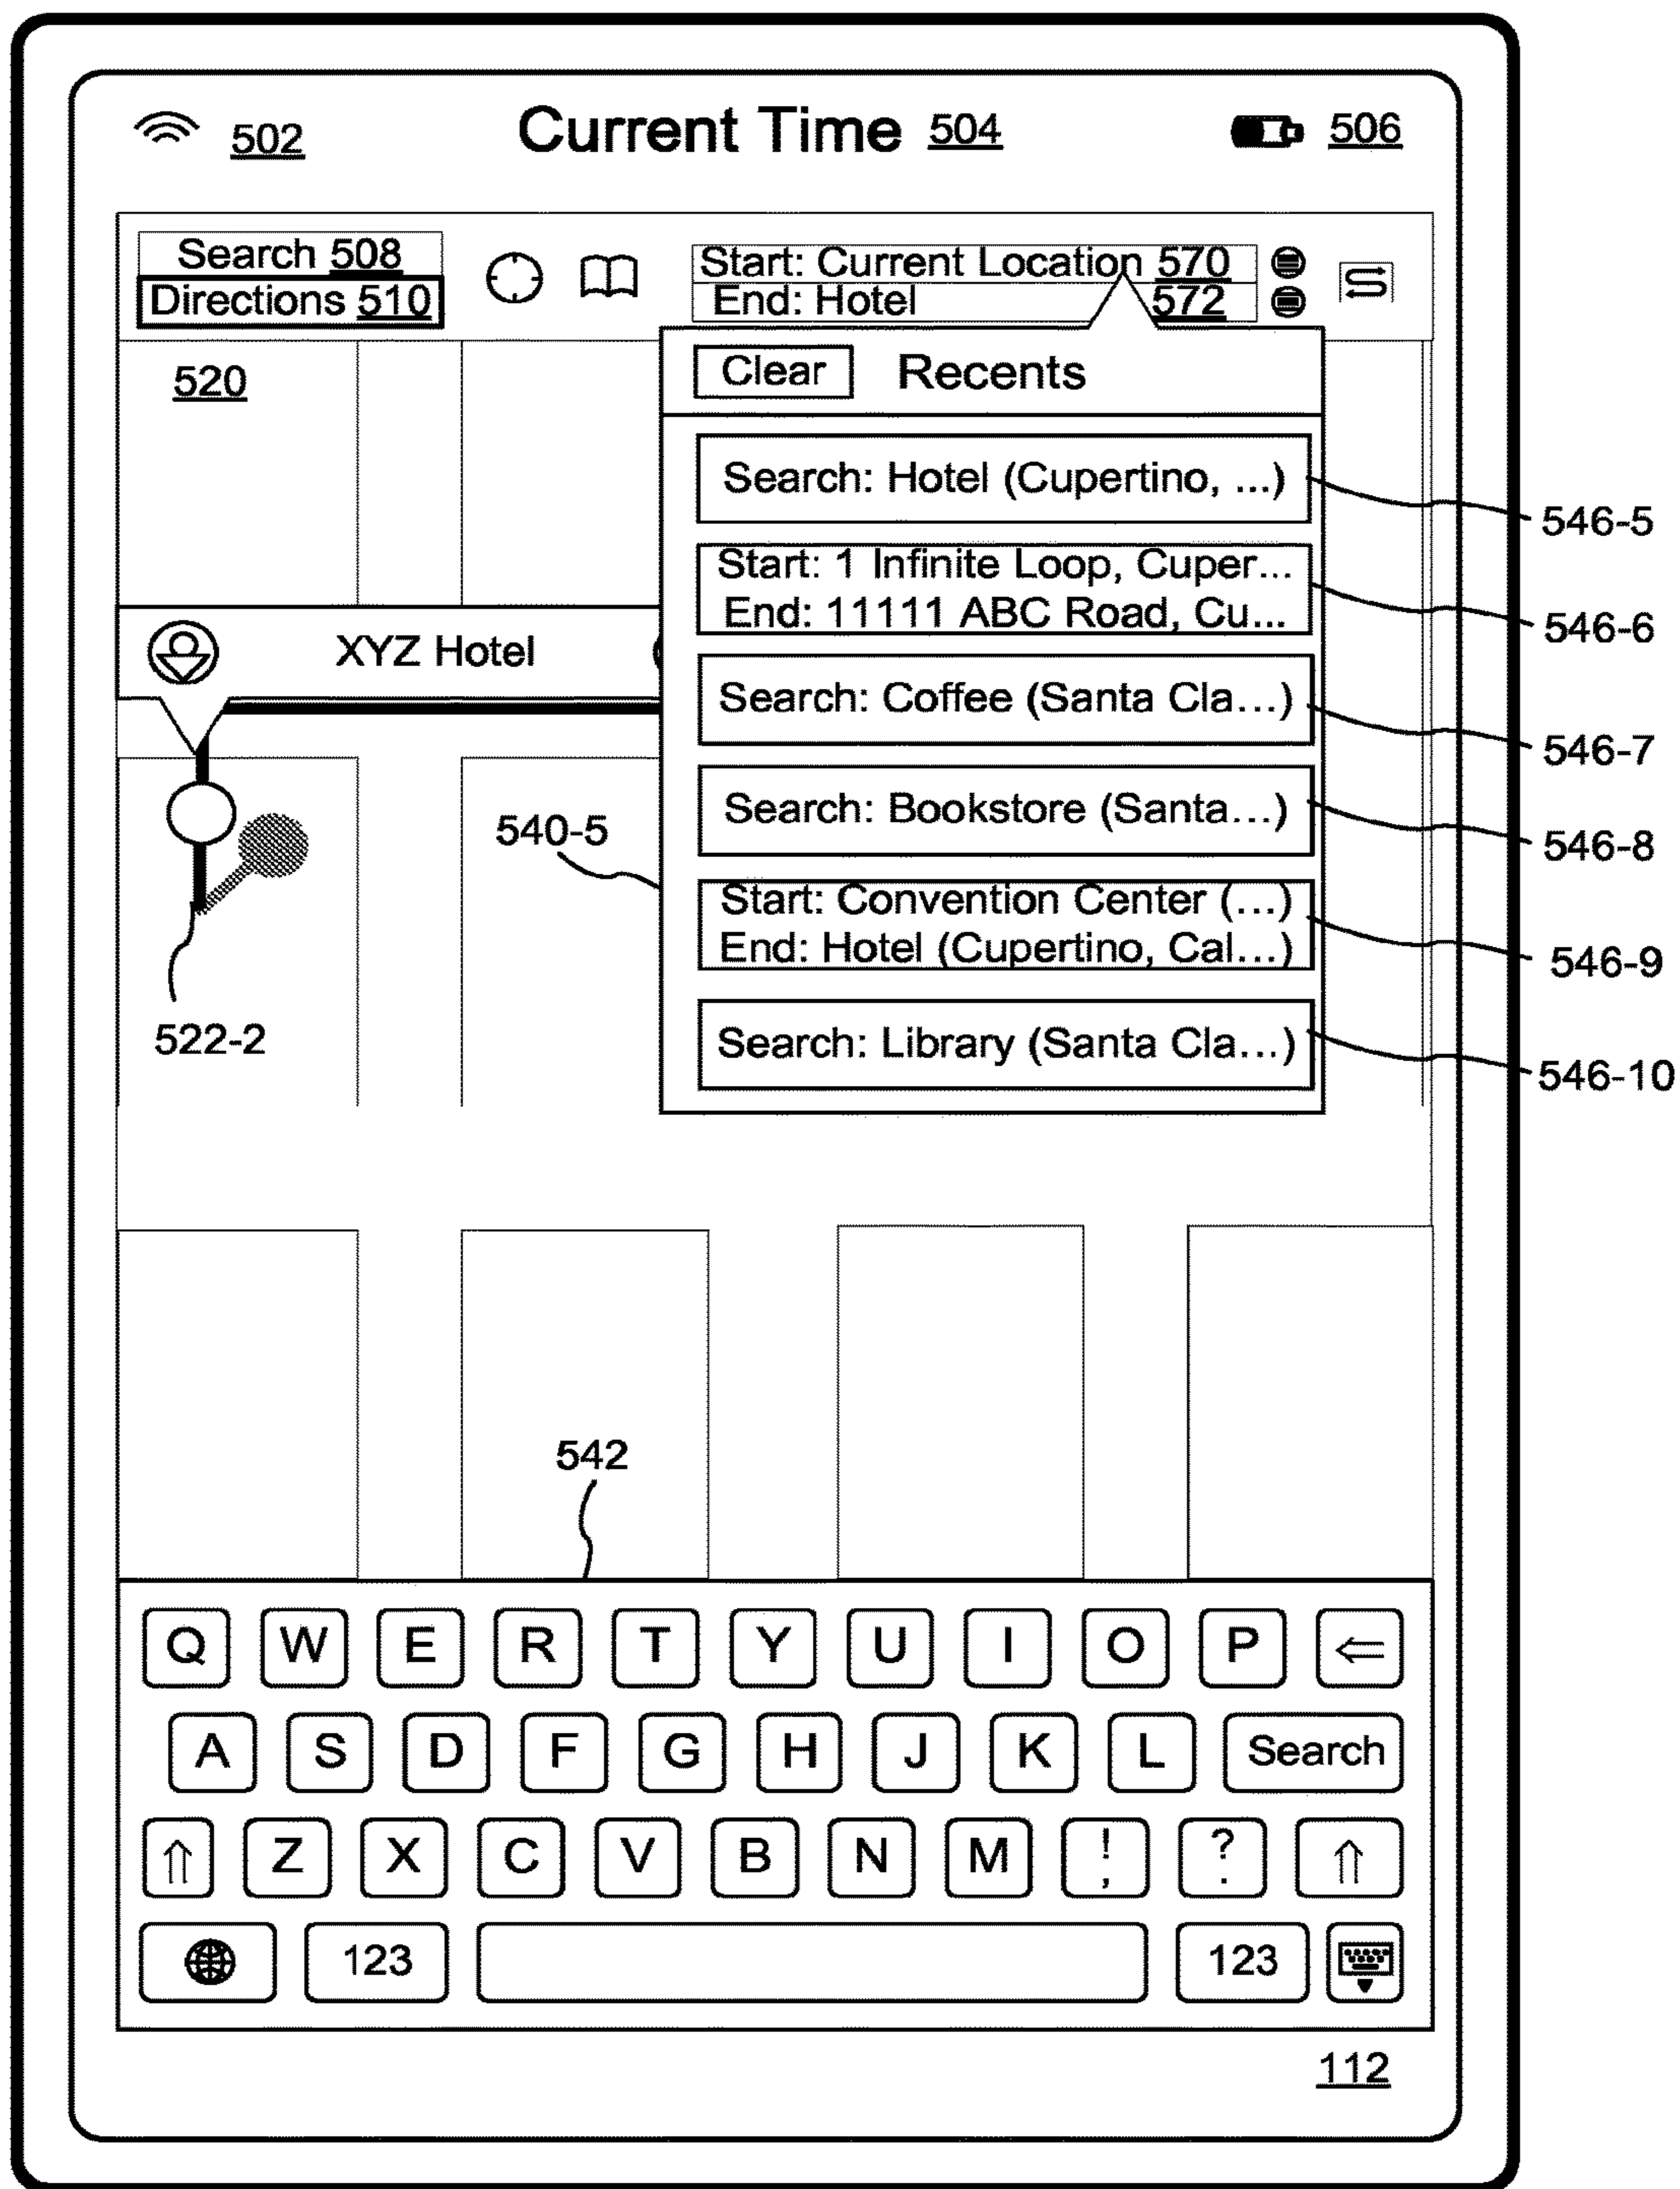 502 Current Time 504 506
Search 508
Directions 510
Start: Current Location 570
End: Hotel 572
520
Clear Recents
Search: Hotel (Cupertino, ...)
546-5
Start: 1 Infinite Loop, Cuper...
End: 11111 ABC Road, Cu...
546-6
XYZ Hotel
Search: Coffee (Santa Cla...)
546-7
Search: Bookstore (Santa...)
546-8
540-5
Start: Convention Center (...)
End: Hotel (Cupertino, Cal...)
546-9
522-2
Search: Library (Santa Cla...)
546-10
542
Q W E R T Y U I O P ⇐
A S D F G H J K L Search
⇑ Z X C V B N M ! , ? . ⇑
123 123
112